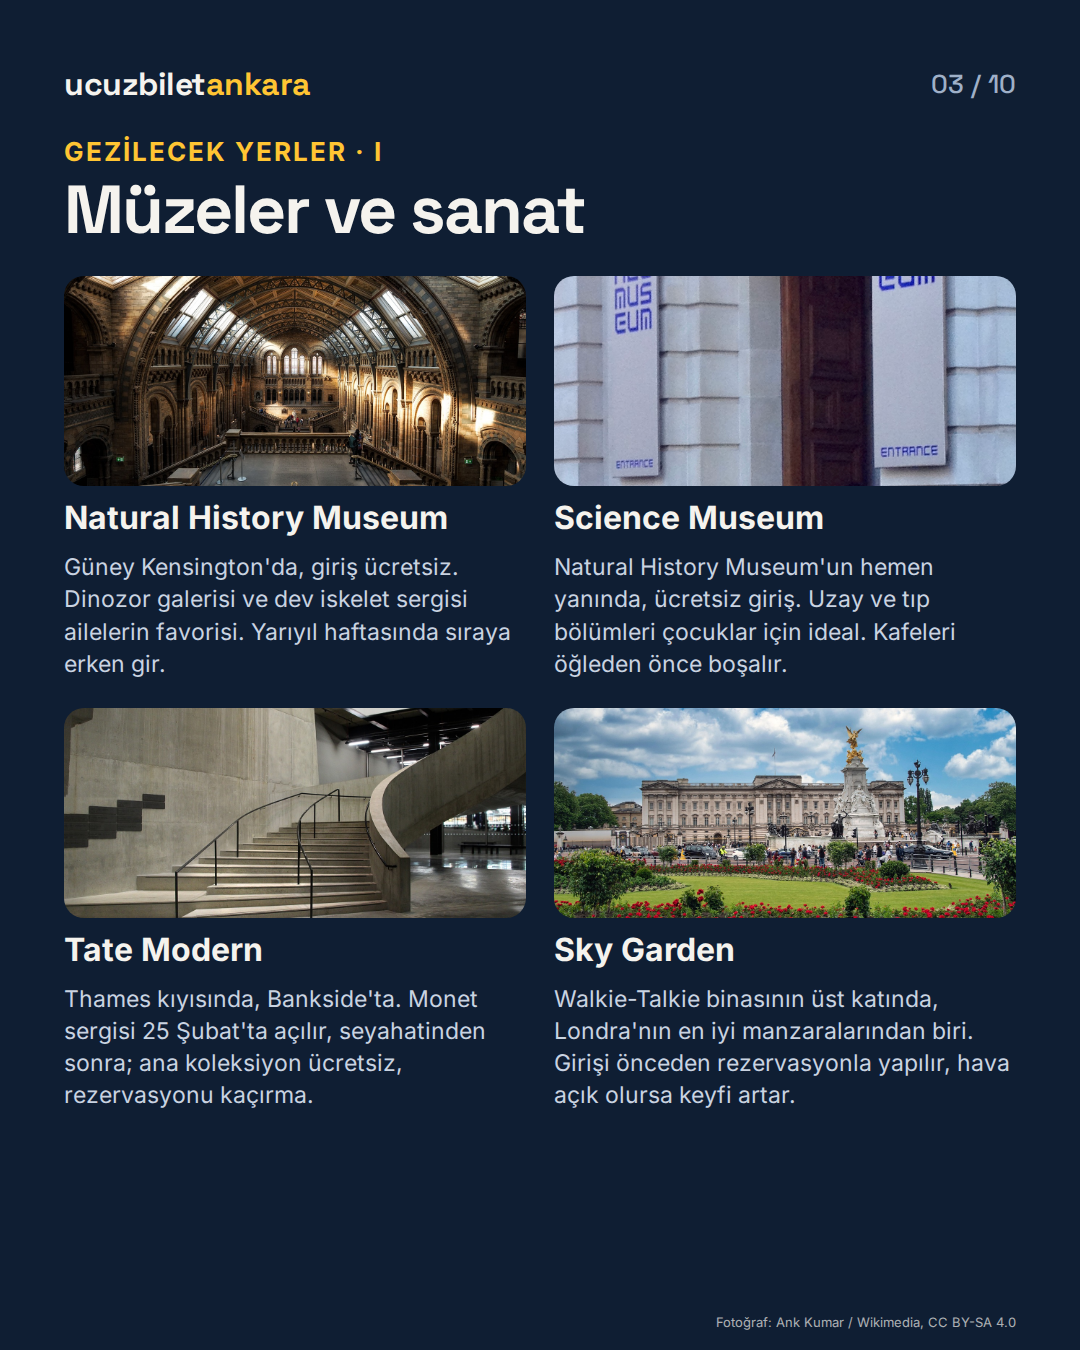 ucuzbiletankara
03 / 10
GEZİLECEK YERLER · I
Müzeler ve sanat
MUS
EUM
ENTRANCE
ENTRANCE
Natural History Museum
Güney Kensington'da, giriş ücretsiz.
Dinozor galerisi ve dev iskelet sergisi
ailelerin favorisi. Yarıyıl haftasında sıraya
erken gir.
Science Museum
Natural History Museum'un hemen
yanında, ücretsiz giriş. Uzay ve tıp
bölümleri çocuklar için ideal. Kafeleri
öğleden önce boşalır.
Tate Modern
Thames kıyısında, Bankside'ta. Monet
sergisi 25 Şubat'ta açılır, seyahatinden
sonra; ana koleksiyon ücretsiz,
rezervasyonu kaçırma.
Sky Garden
Walkie-Talkie binasının üst katında,
Londra'nın en iyi manzaralarından biri.
Girişi önceden rezervasyonla yapılır, hava
açık olursa keyfi artar.
Fotoğraf: Ank Kumar / Wikimedia, CC BY-SA 4.0